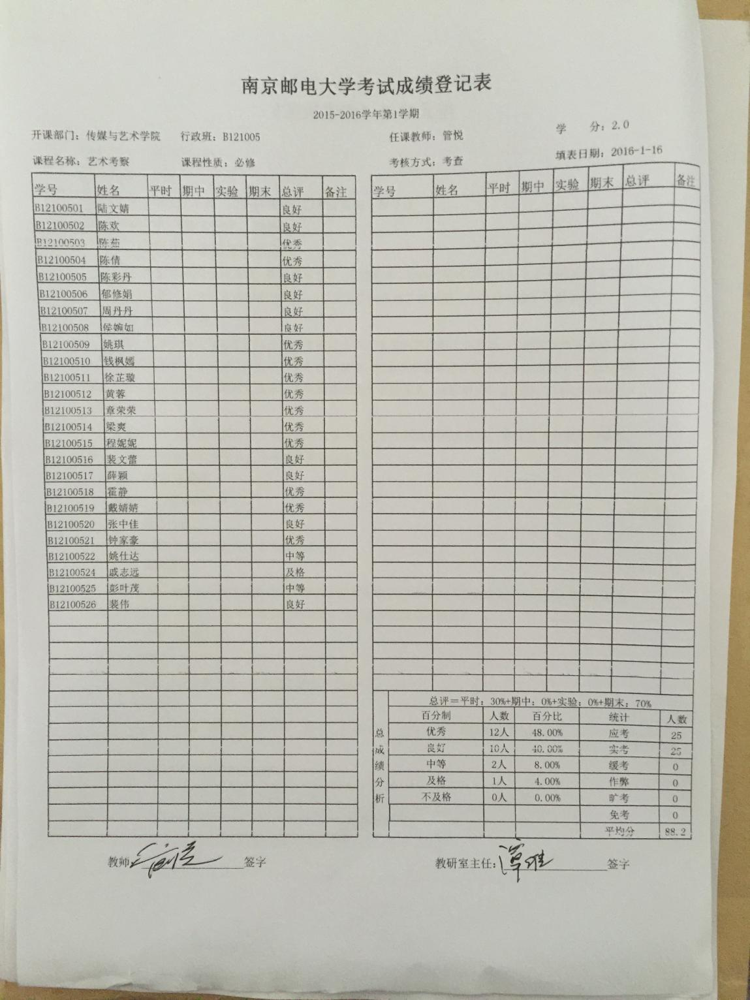 南京邮电大学考试成绩登记表
2015-2016学年第1学期
开课部门：传媒与艺术学院 行政班：B121005 任课教师：管悦 学 分：2.0
课程名称：艺术考察 课程性质：必修 考核方式：考查 填表日期：2016-1-16
学号 姓名 平时 期中 实验 期末 总评 备注 学号 姓名 平时 期中 实验 期末 总评 备注
B12100501 陆文婧 良好
B12100502 陈欢 良好
B12100503 陈茹 优秀
B12100504 陈倩 优秀
B12100505 陈彩丹 良好
B12100506 郁修娟 良好
B12100507 周丹丹 良好
B12100508 侯婉如 良好
B12100509 姚琪 优秀
B12100510 钱枫嫣 优秀
B12100511 徐芷璇 优秀
B12100512 黄蓉 优秀
B12100513 章荣荣 优秀
B12100514 梁爽 优秀
B12100515 程妮妮 优秀
B12100516 裴文蕾 良好
B12100517 薛颖 良好
B12100518 霍静 优秀
B12100519 戴婧婧 优秀
B12100520 张中佳 良好
B12100521 钟家豪 优秀
B12100522 姚仕达 中等
B12100524 戚志远 及格
B12100525 彭叶茂 中等
B12100526 裴伟 良好
总评＝平时：30%+期中：0%+实验：0%+期末：70%
总成绩分析
百分制 人数 百分比 统计 人数
优秀 12人 48.00% 应考 25
良好 10人 40.00% 实考 25
中等 2人 8.00% 缓考 0
及格 1人 4.00% 作弊 0
不及格 0人 0.00% 旷考 0
免考 0
平均分 88.2
教师 签字 教研室主任： 签字